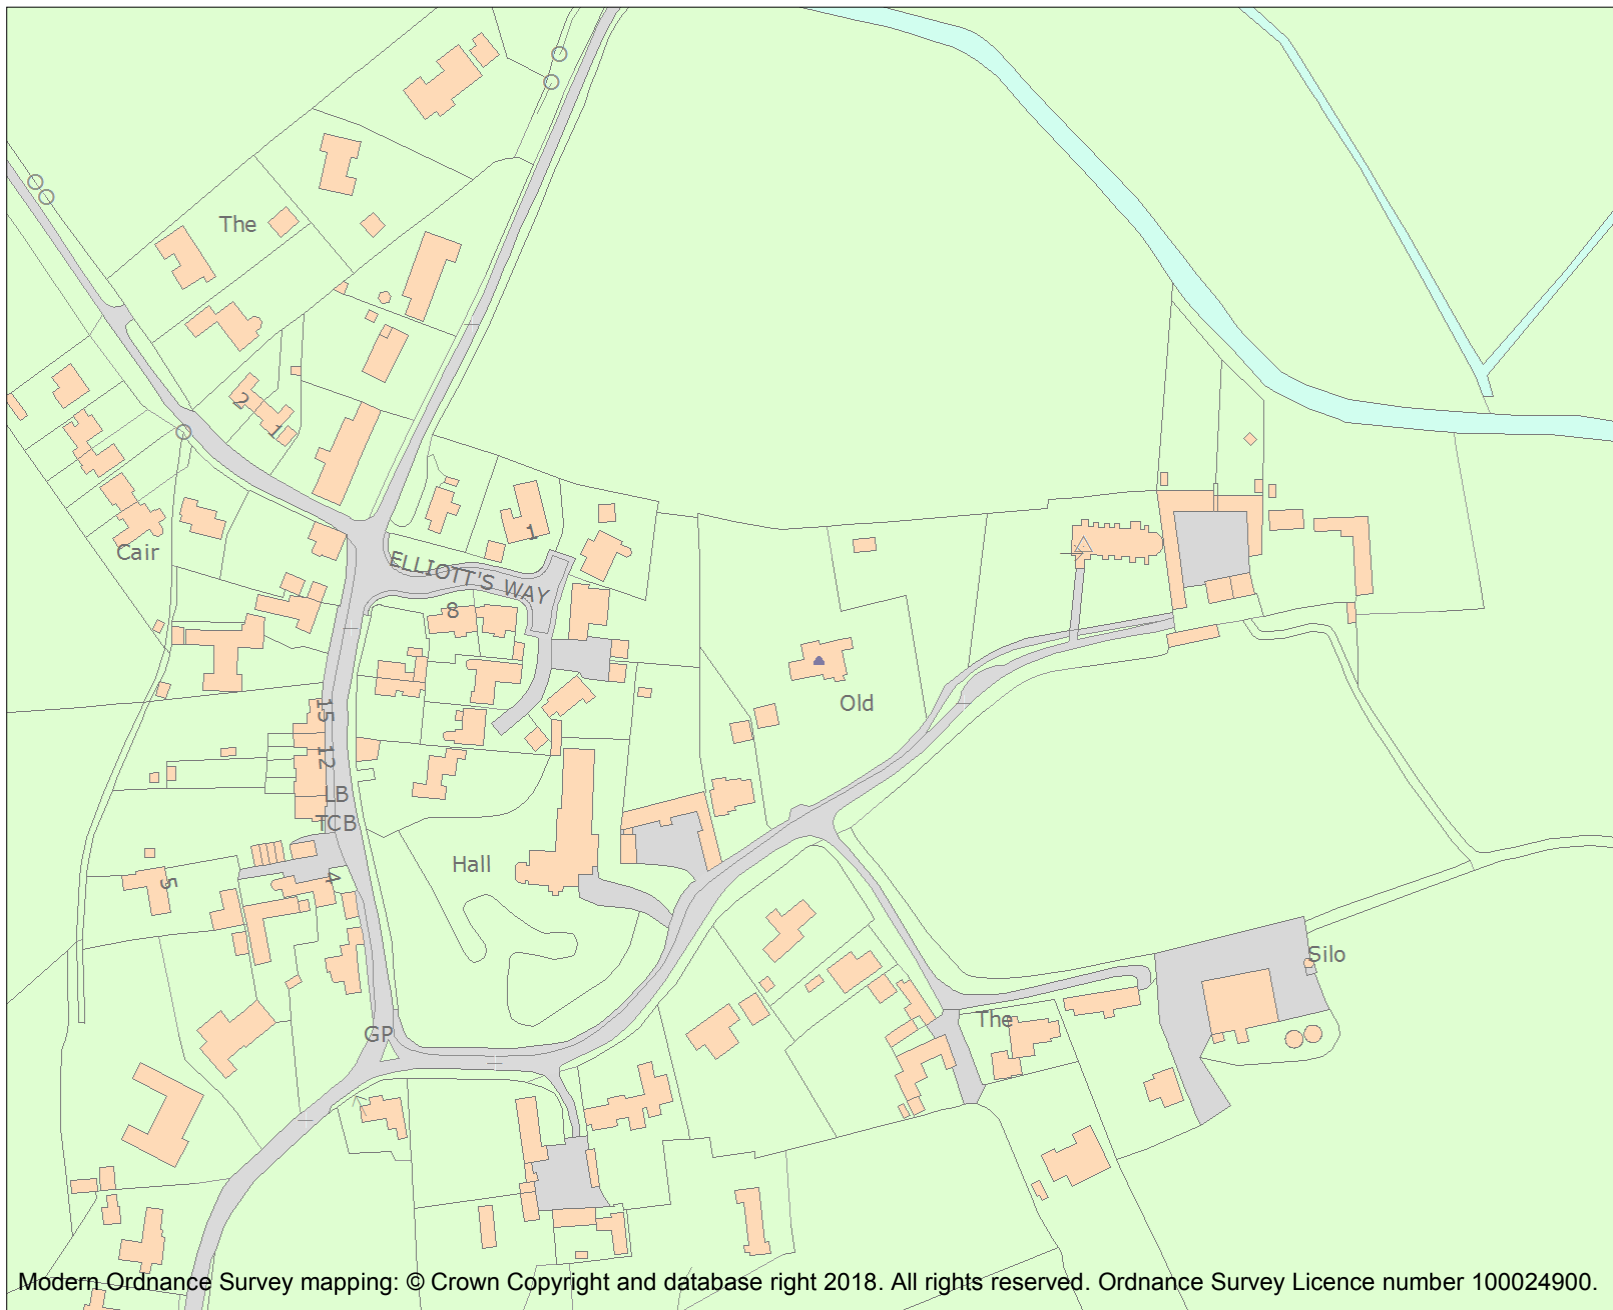 The
2
1
Cair
ELLIOTT'S WAY
1
8
15
12
LB
TCB
Old
Hall
5
4
Silo
The
GP
Modern Ordnance Survey mapping: © Crown Copyright and database right 2018. All rights reserved. Ordnance Survey Licence number 100024900.